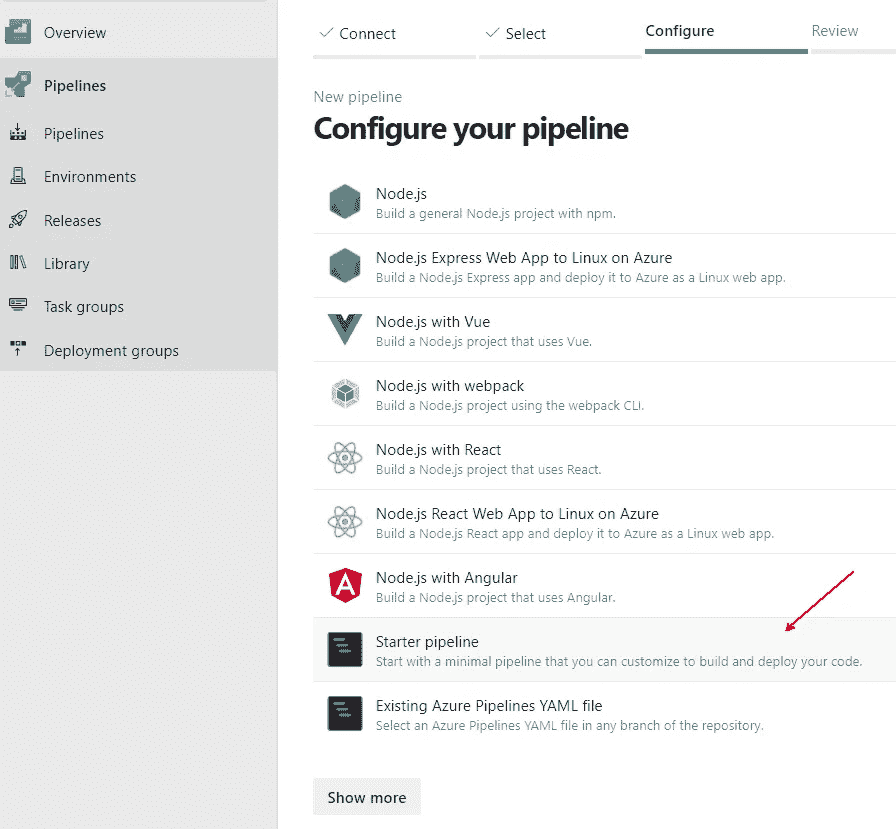 Overview
Pipelines
Pipelines
Environments
Releases
Library
Task groups
Deployment groups
Connect
Select
Configure
Review
New pipeline
Configure your pipeline
Node.js
Build a general Node.js project with npm.
Node.js Express Web App to Linux on Azure
Build a Node.js Express app and deploy it to Azure as a Linux web app.
Node.js with Vue
Build a Node.js project that uses Vue.
Node.js with webpack
Build a Node.js project using the webpack CLI.
Node.js with React
Build a Node.js project that uses React.
Node.js React Web App to Linux on Azure
Build a Node.js React app and deploy it to Azure as a Linux web app.
Node.js with Angular
Build a Node.js project that uses Angular.
Starter pipeline
Start with a minimal pipeline that you can customize to build and deploy your code.
Existing Azure Pipelines YAML file
Select an Azure Pipelines YAML file in any branch of the repository.
Show more